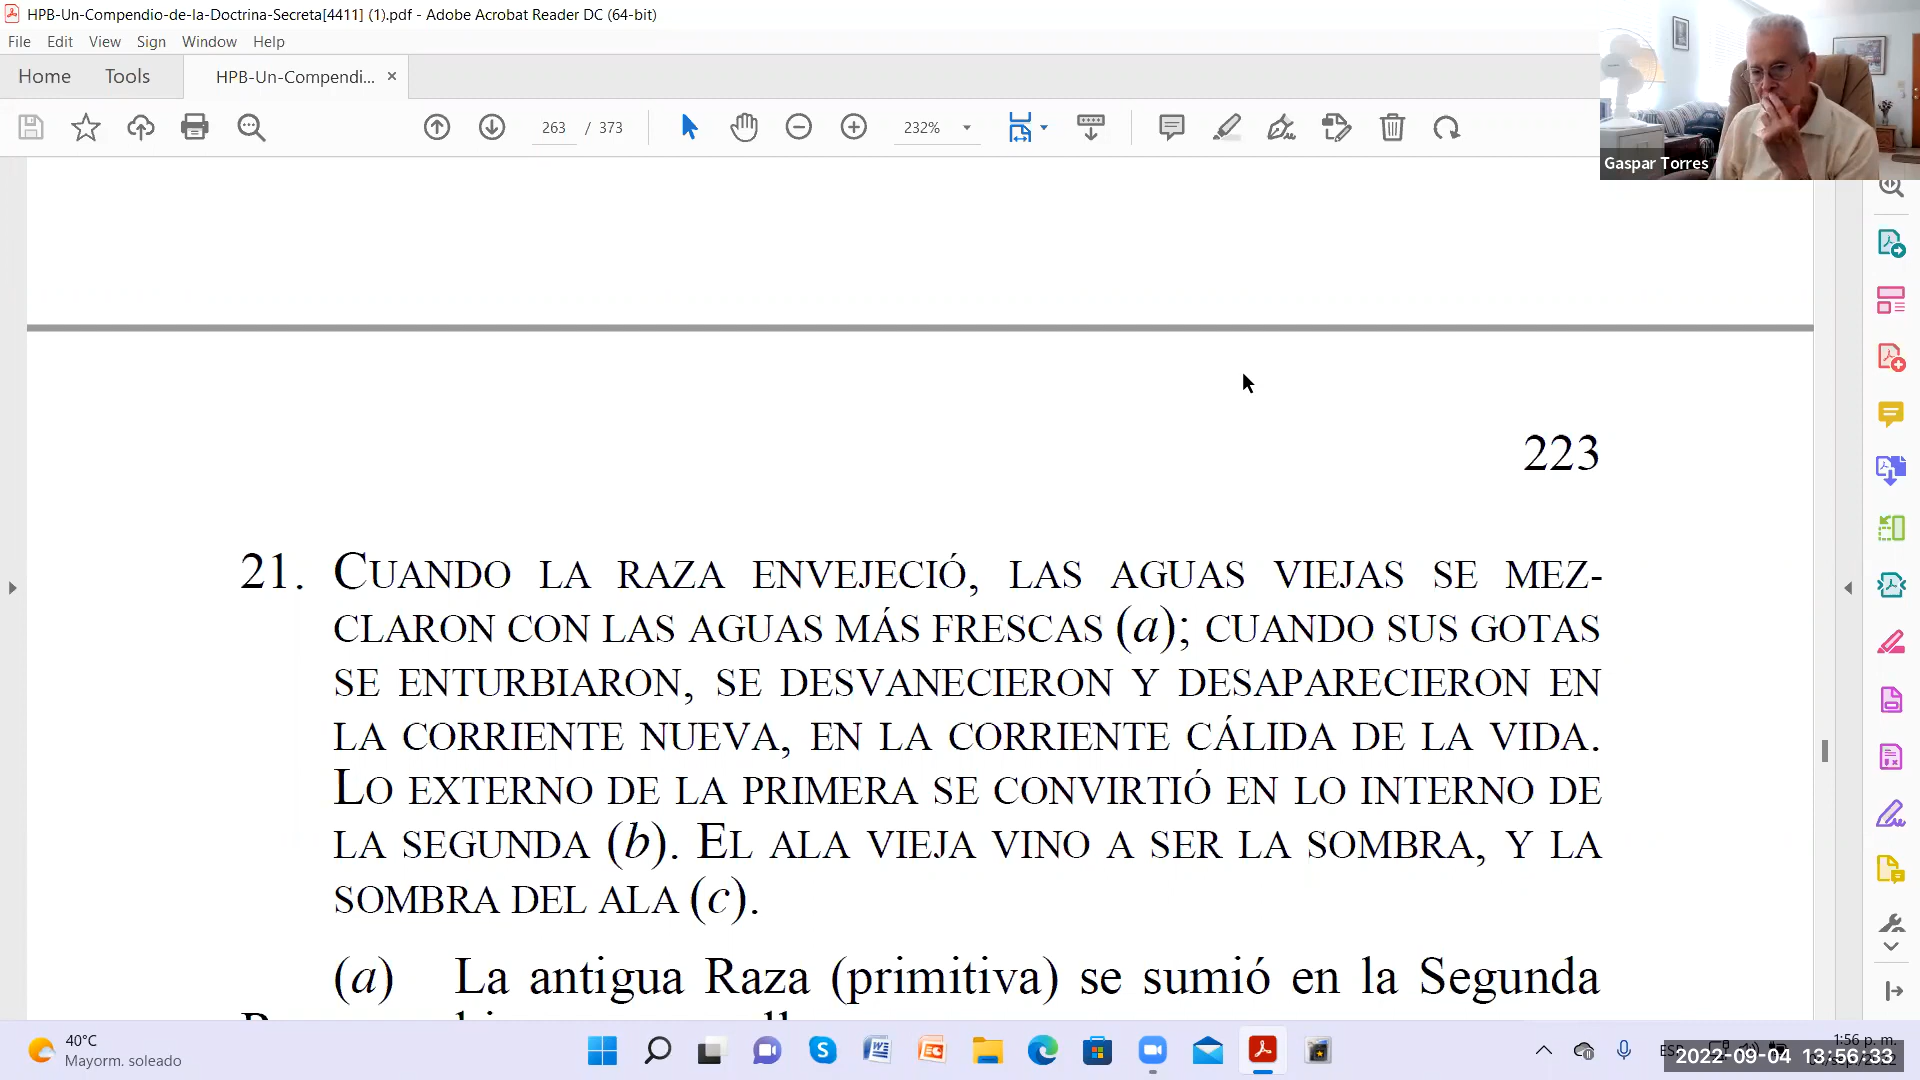 HPB-Un-Compendio-de-la-Doctrina-Secreta[4411] (1).pdf - Adobe Acrobat Reader DC (64-bit)
File Edit View Sign Window Help
Home Tools HPB-Un-Compendi... ×
263 / 373 232%
Gaspar Torres
223
21. CUANDO LA RAZA ENVEJECIÓ, LAS AGUAS VIEJAS SE MEZ-
CLARON CON LAS AGUAS MÁS FRESCAS (a); CUANDO SUS GOTAS
SE ENTURBIARON, SE DESVANECIERON Y DESAPARECIERON EN
LA CORRIENTE NUEVA, EN LA CORRIENTE CÁLIDA DE LA VIDA.
LO EXTERNO DE LA PRIMERA SE CONVIRTIÓ EN LO INTERNO DE
LA SEGUNDA (b). EL ALA VIEJA VINO A SER LA SOMBRA, Y LA
SOMBRA DEL ALA (c).
(a) La antigua Raza (primitiva) se sumió en la Segunda
40°C
Mayorm. soleado
1:56 p. m.
2022-09-04 13:56:33